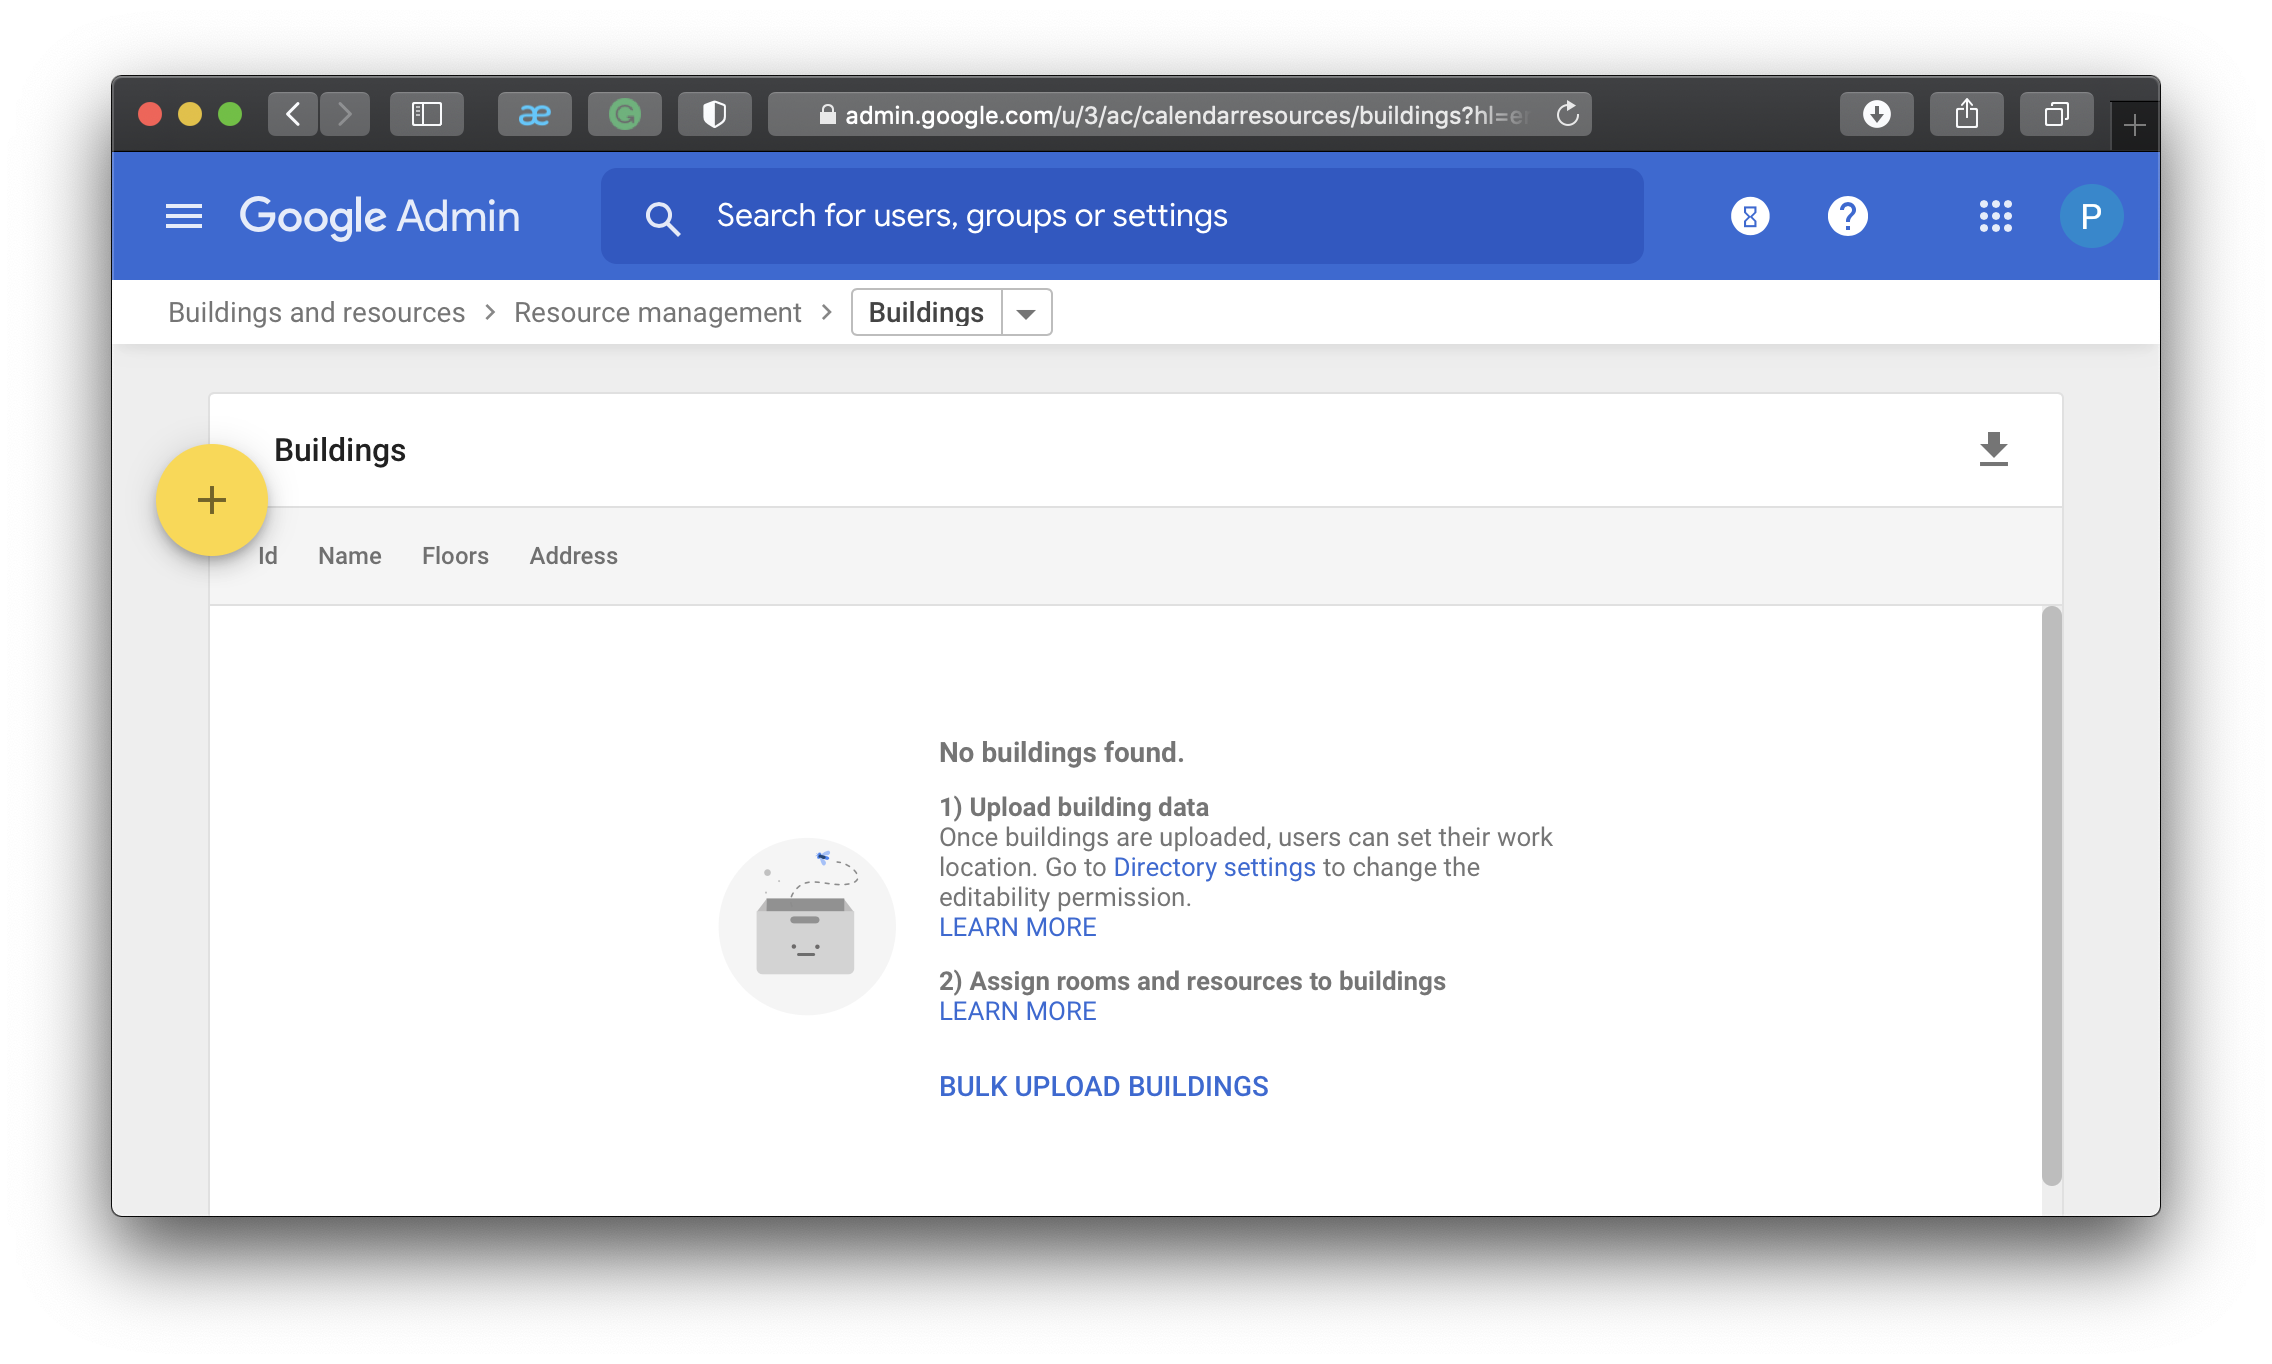 æ
G
admin.google.com/u/3/ac/calendarresources/buildings?hl=en
Google Admin
Search for users, groups or settings
?
P
Buildings and resources > Resource management > Buildings
Buildings
Id Name Floors Address
No buildings found.
1) Upload building data
Once buildings are uploaded, users can set their work
location. Go to Directory settings to change the
editability permission.
LEARN MORE
2) Assign rooms and resources to buildings
LEARN MORE
BULK UPLOAD BUILDINGS